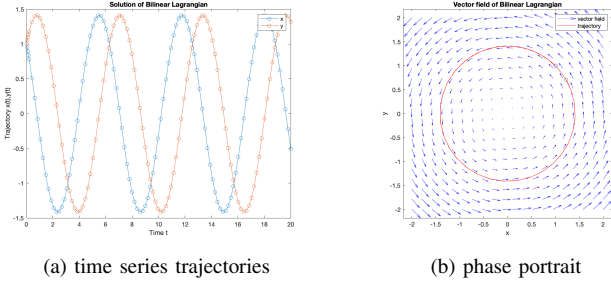 Solution of Bilinear Lagrangian
1.5
1
0.5
0
-0.5
-1
-1.5
0 2 4 6 8 10 12 14 16 18 20
Time t
Trajectory x(t),y(t)
x
y
(a) time series trajectories
Vector field of Bilinear Lagrangian
2
1.5
1
0.5
0
-0.5
-1
-1.5
-2
-2 -1.5 -1 -0.5 0 0.5 1 1.5 2
x
y
vector field
trajectory
(b) phase portrait